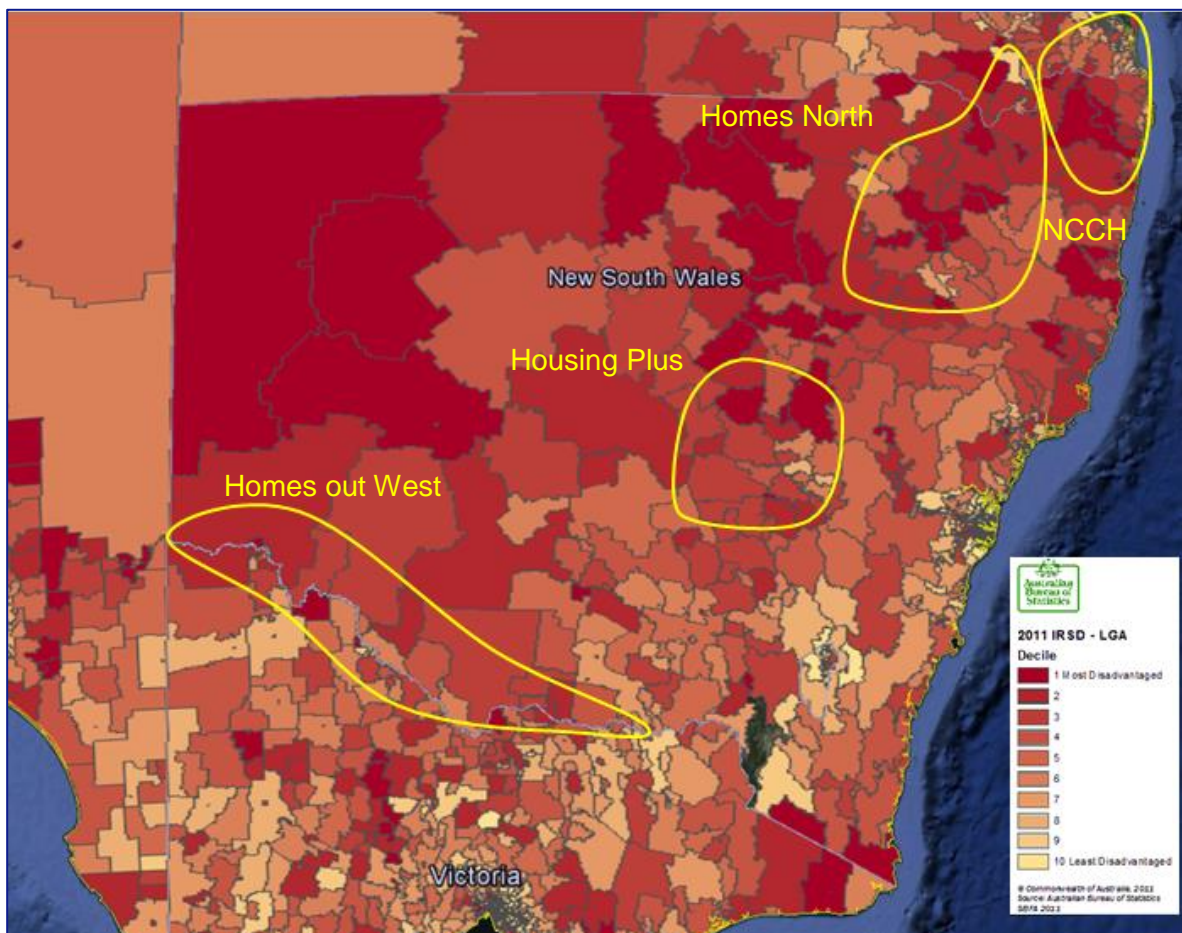 Homes North
NCCH
New South Wales
Housing Plus
Homes out West
Victoria
Australian
Bureau of
Statistics
2011 IRSD - LGA
Decile
1 Most Disadvantaged
2
3
4
5
6
7
8
9
10 Least Disadvantaged
© Commonwealth of Australia, 2011
Source: Australian Bureau of Statistics